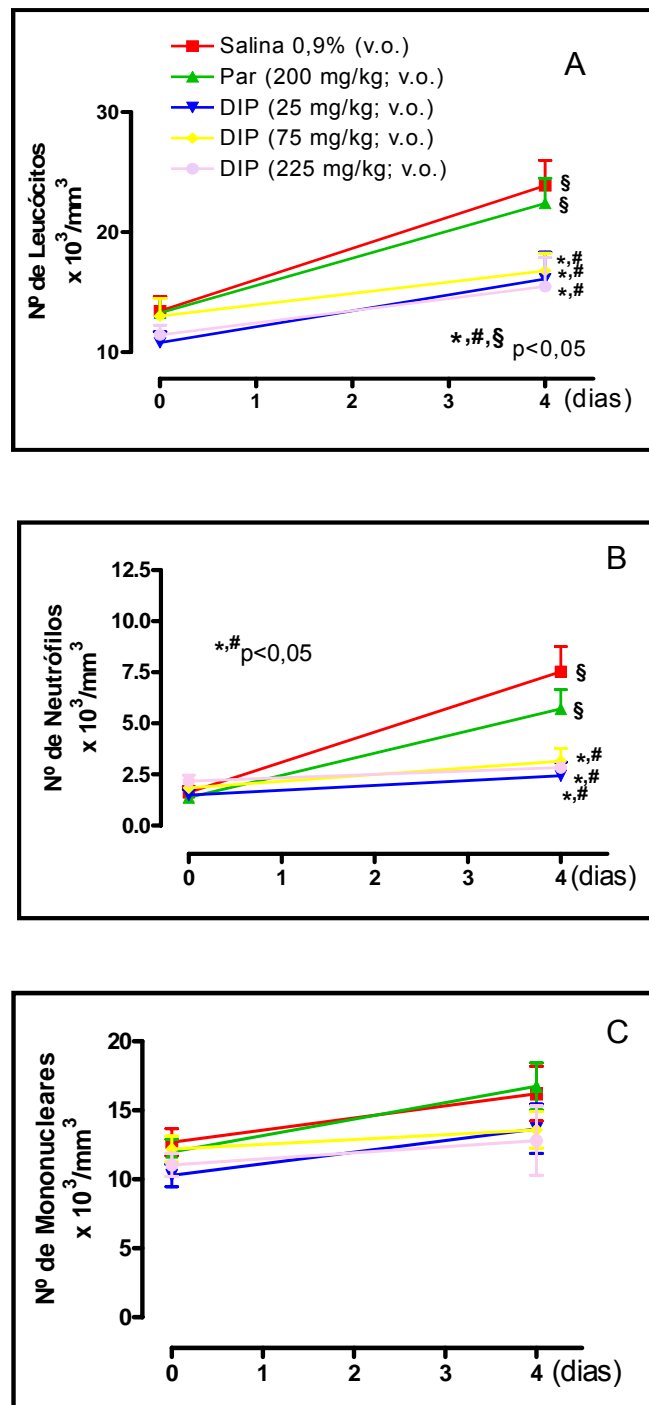 Salina 0,9% (v.o.)
Par (200 mg/kg; v.o.)
DIP (25 mg/kg; v.o.)
DIP (75 mg/kg; v.o.)
DIP (225 mg/kg; v.o.)
A
Nº de Leucócitos
x 10³/mm³
30
20
10
§
§
*,#
*,#
*,#
*,#,§ p<0,05
0 1 2 3 4 (dias)
B
Nº de Neutrófilos
x 10³/mm³
12.5
10.0
7.5
5.0
2.5
0.0
*,# p<0,05
§
§
*,#
*,#
*,#
0 1 2 3 4 (dias)
C
Nº de Mononucleares
x 10³/mm³
20
15
10
5
0
0 1 2 3 4 (dias)